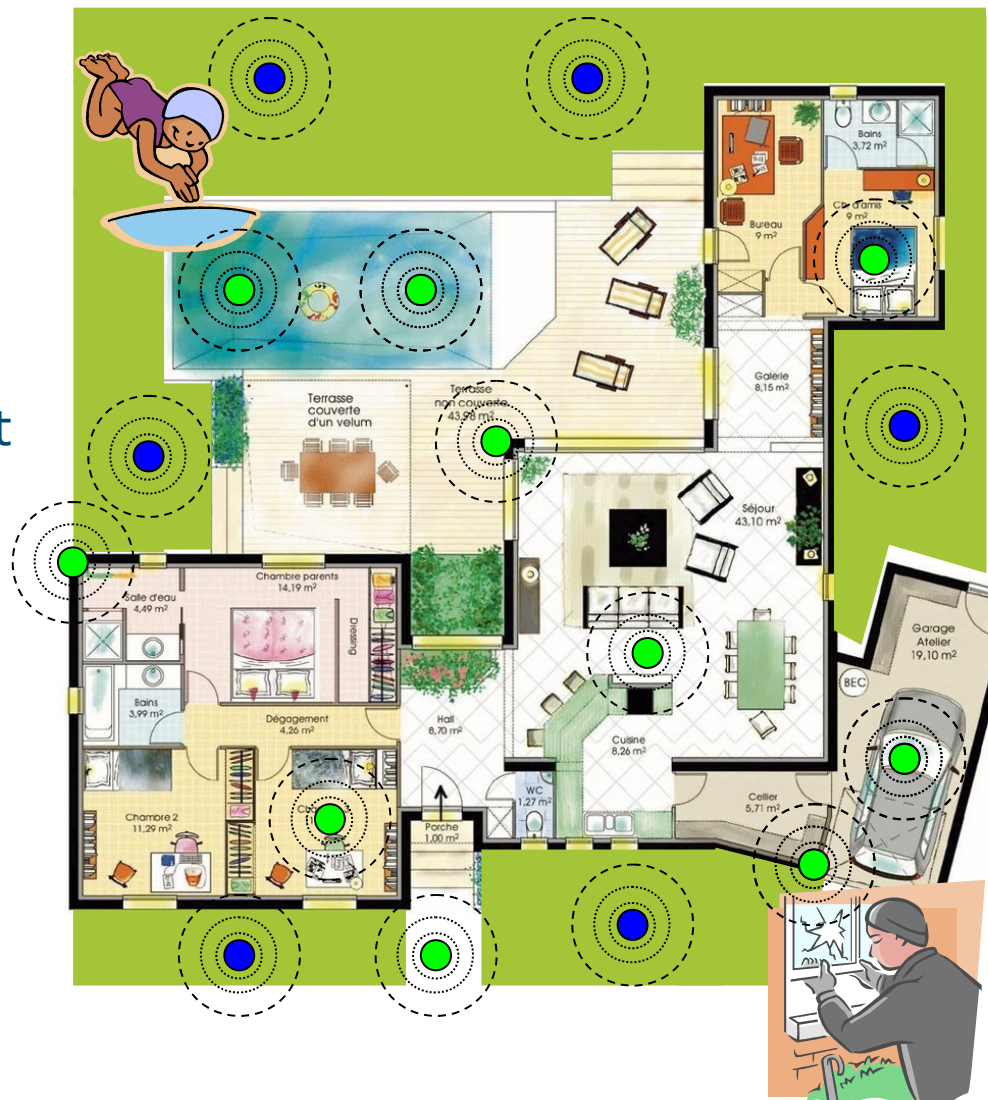 t
Bains
3,72 m²
Ch. d'amis
9 m²
Bureau
9 m²
Galerie
8,15 m²
Terrasse
couverte
d'un velum
Terrasse
non couverte
43,98 m²
Séjour
43,10 m²
Salle d'eau
4,49 m²
Chambre parents
14,19 m²
Dressing
Garage
Atelier
19,10 m²
BEC
Bains
3,99 m²
Dégagement
4,26 m²
Hall
8,70 m²
Cuisine
8,26 m²
WC
1,27 m²
Cellier
5,71 m²
Chambre 2
11,29 m²
Porche
1,00 m²